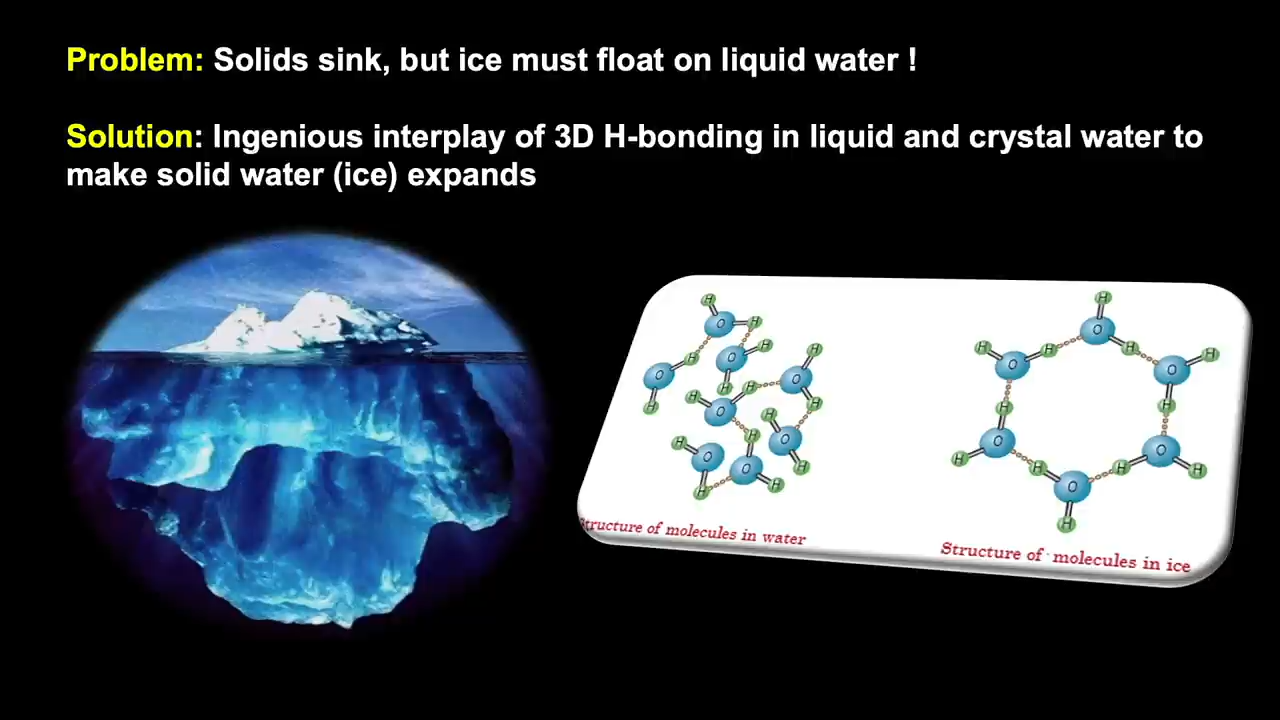 Problem: Solids sink, but ice must float on liquid water !
Solution: Ingenious interplay of 3D H-bonding in liquid and crystal water to
make solid water (ice) expands
H
O
H
H
O
H
O
H
H
O
H
H
O
H
H
O
H
H
O
H
H
O
H
O
H
H
Structure of molecules in water
H
O
H
H
O
H
H
O
H
H
O
H
H
O
H
H
O
H
Structure of molecules in ice